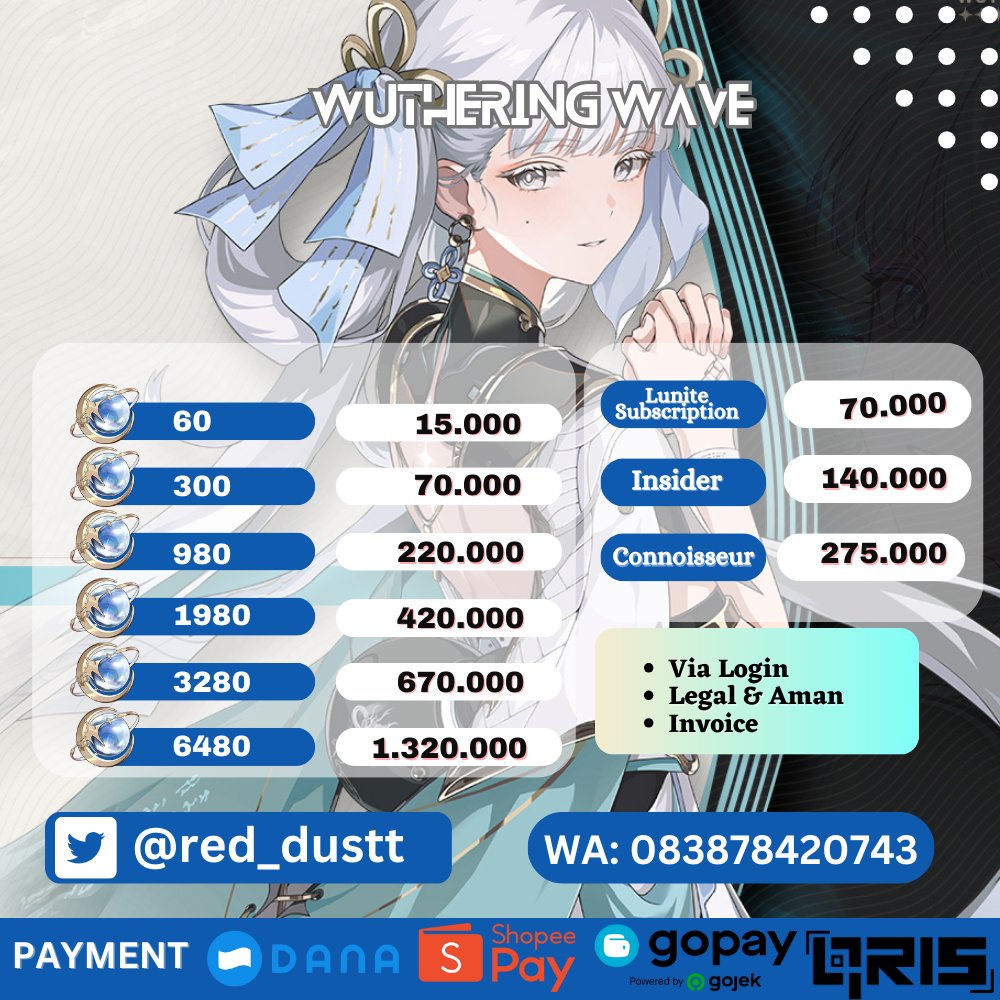 WUTHERING WAVE
60 15.000
300 70.000
980 220.000
1980 420.000
3280 670.000
6480 1.320.000
Lunite
Subscription 70.000
Insider 140.000
Connoisseur 275.000
• Via Login
• Legal & Aman
• Invoice
@red_dustt
WA: 083878420743
PAYMENT DANA S Shopee Pay gopay Powered by gojek QRIS